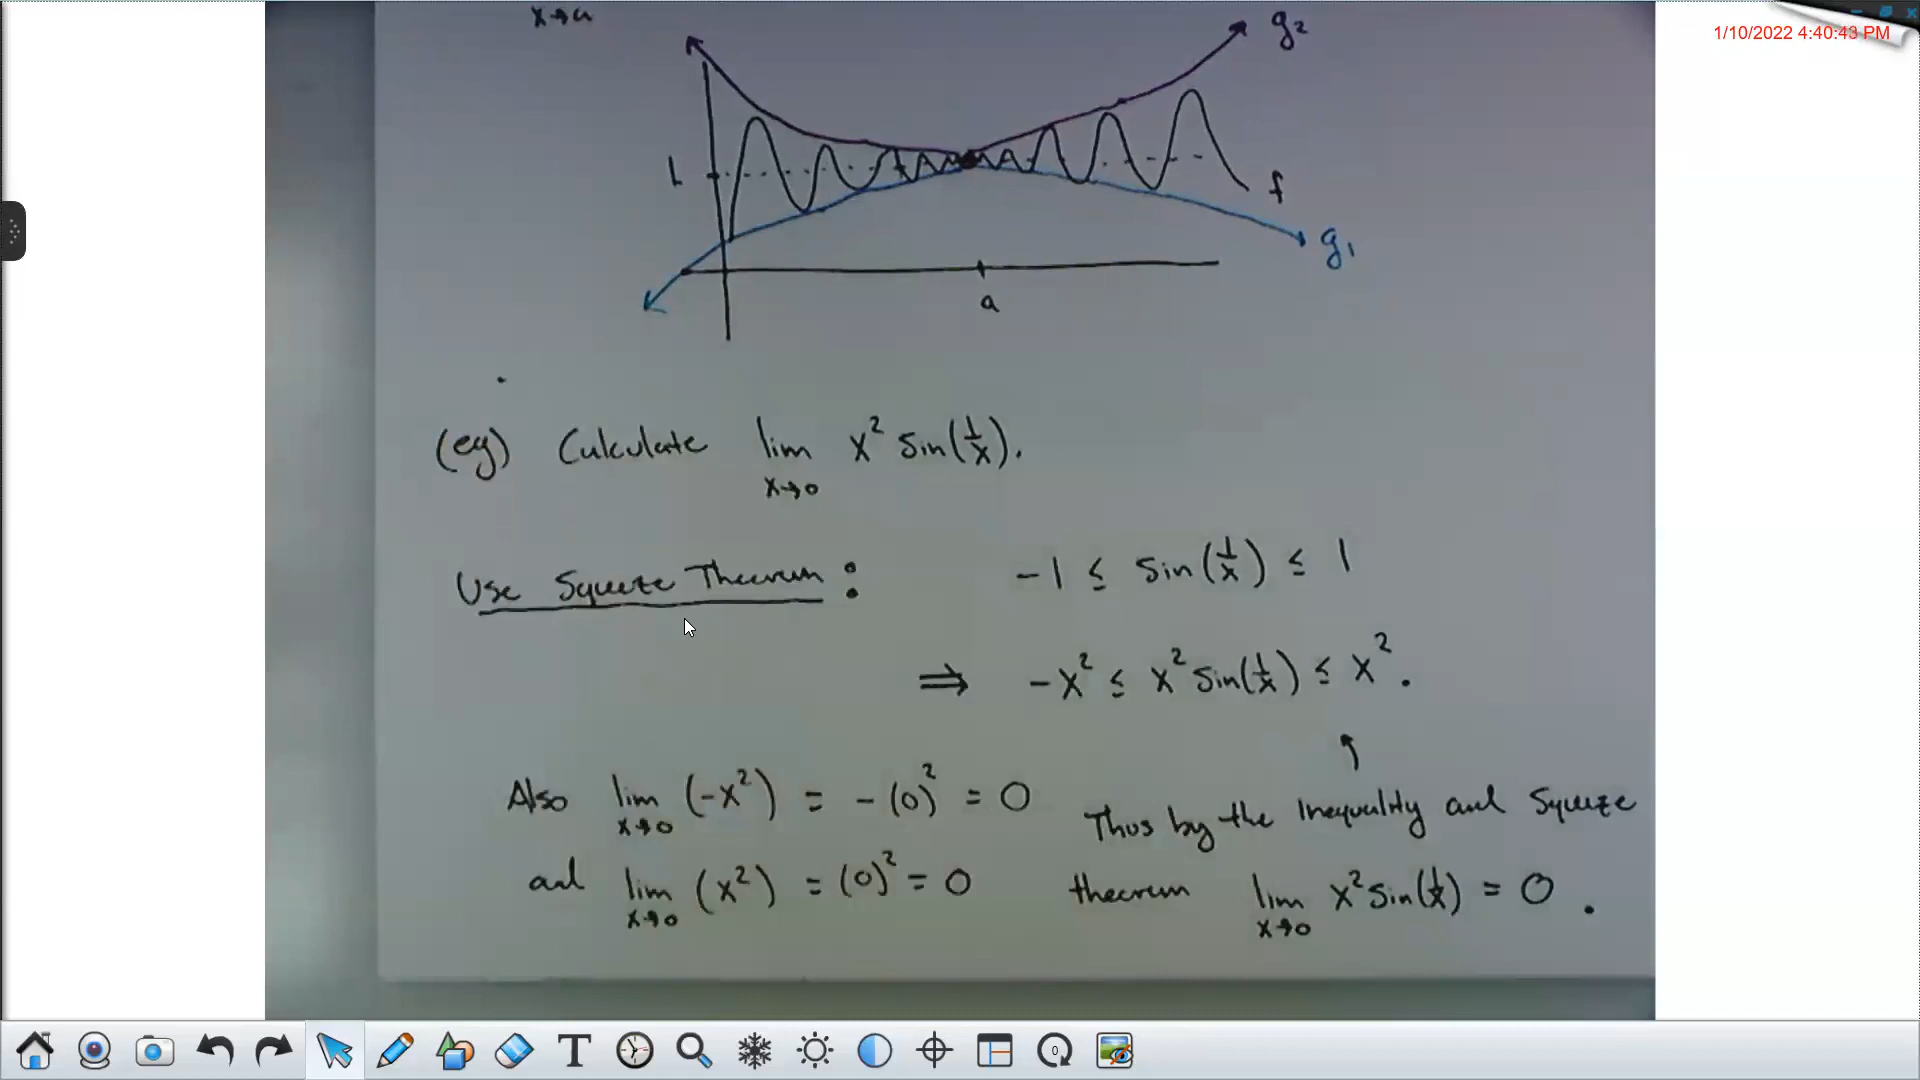 x→a
1/10/2022 4:40:43 PM
g₂
L
f
g₁
a
(eg) Calculate lim x² sin(1/x).
x→0
Use Squeeze Theorem : -1 ≤ sin(1/x) ≤ 1
⇒ -x² ≤ x² sin(1/x) ≤ x².
Also lim (-x²) = -(0)² = 0
x→0
Thus by the inequality and Squeeze
and lim (x²) = (0)² = 0
x→0
theorem lim x² sin(1/x) = 0.
x→0
T
0